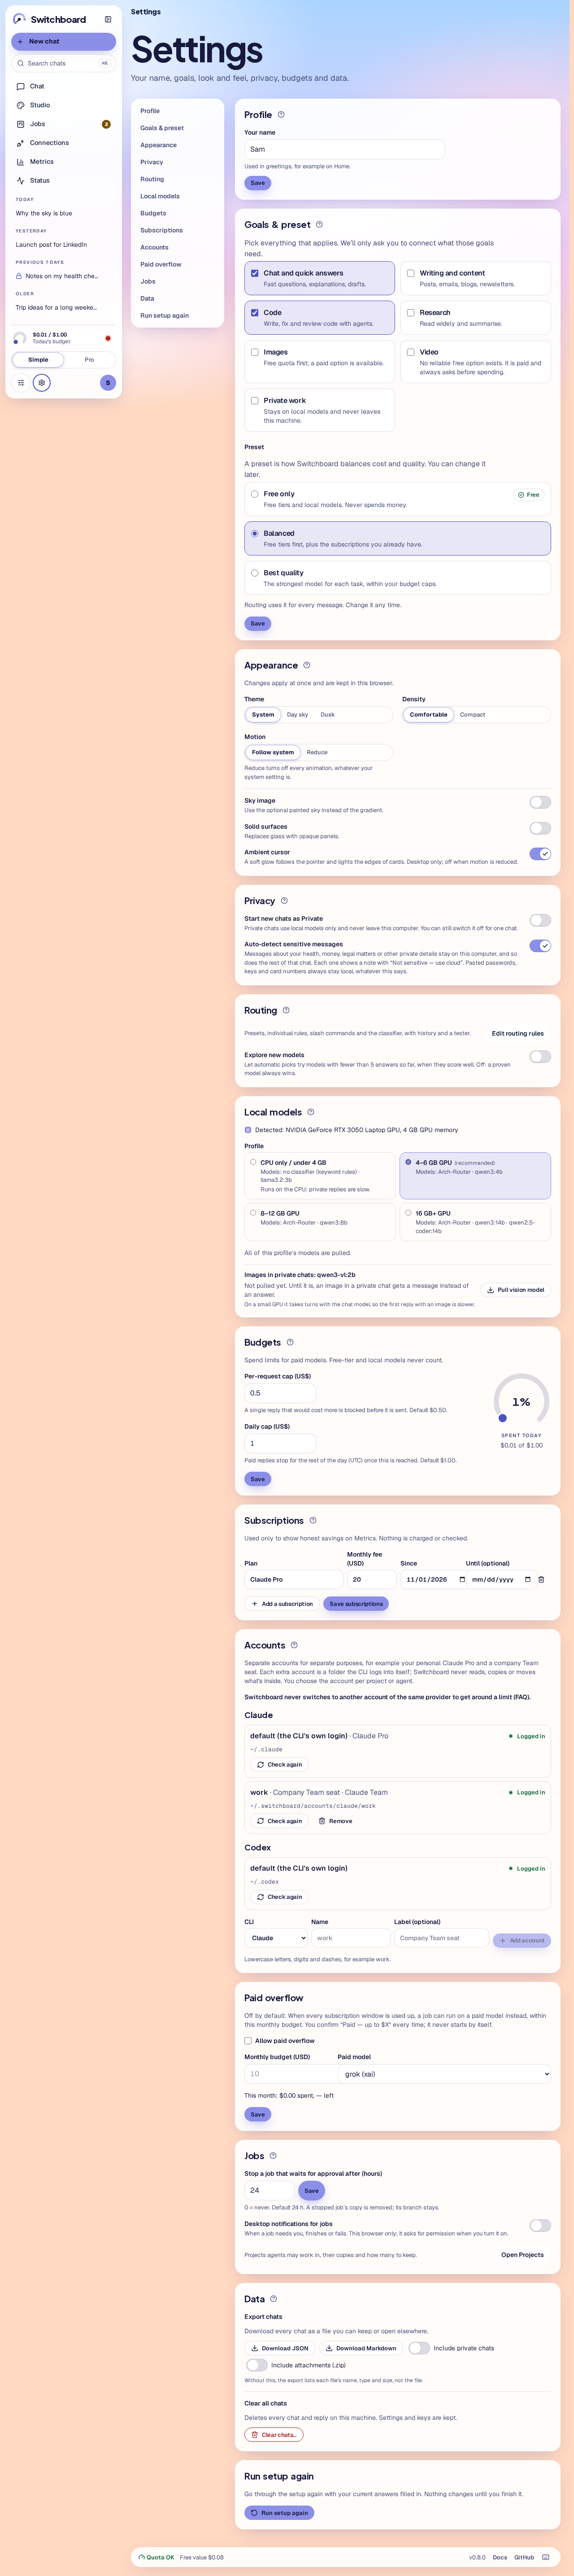 Switchboard
New chat
Search chats
⌘K
Chat
Studio
Jobs
2
Connections
Metrics
Status
TODAY
Why the sky is blue
YESTERDAY
Launch post for LinkedIn
PREVIOUS 7 DAYS
Notes on my health che...
OLDER
Trip ideas for a long weeke...
$0.01 / $1.00
Today's budget
Simple
Pro
S
Settings
Settings
Your name, goals, look and feel, privacy, budgets and data.
Profile
Goals & preset
Appearance
Privacy
Routing
Local models
Budgets
Subscriptions
Accounts
Paid overflow
Jobs
Data
Run setup again
Profile
Your name
Sam
Used in greetings, for example on Home.
Save
Goals & preset
Pick everything that applies. We'll only ask you to connect what those goals
need.
Chat and quick answers
Fast questions, explanations, drafts.
Writing and content
Posts, emails, blogs, newsletters.
Code
Write, fix and review code with agents.
Research
Read widely and summarise.
Images
Free quota first; a paid option is available.
Video
No reliable free option exists. It is paid and
always asks before spending.
Private work
Stays on local models and never leaves
this machine.
Preset
A preset is how Switchboard balances cost and quality. You can change it
later.
Free only
Free tiers and local models. Never spends money.
Free
Balanced
Free tiers first, plus the subscriptions you already have.
Best quality
The strongest model for each task, within your budget caps.
Routing uses it for every message. Change it any time.
Save
Appearance
Changes apply at once and are kept in this browser.
Theme
System
Day sky
Dusk
Density
Comfortable
Compact
Motion
Follow system
Reduce
Reduce turns off every animation, whatever your
system setting is.
Sky image
Use the optional painted sky instead of the gradient.
Solid surfaces
Replaces glass with opaque panels.
Ambient cursor
A soft glow follows the pointer and lights the edges of cards. Desktop only; off when motion is reduced.
Privacy
Start new chats as Private
Private chats use local models only and never leave this computer. You can still switch it off for one chat.
Auto-detect sensitive messages
Messages about your health, money, legal matters or other private details stay on this computer, and so
does the rest of that chat. Each one shows a note with "Not sensitive — use cloud". Pasted passwords,
keys and card numbers always stay local, whatever this says.
Routing
Presets, individual rules, slash commands and the classifier, with history and a tester.
Edit routing rules
Explore new models
Let automatic picks try models with fewer than 5 answers so far, when they score well. Off: a proven
model always wins.
Local models
Detected: NVIDIA GeForce RTX 3050 Laptop GPU, 4 GB GPU memory
Profile
CPU only / under 4 GB
Models: no classifier (keyword rules) ·
llama3.2:3b
Runs on the CPU: private replies are slow.
4–6 GB GPU (recommended)
Models: Arch-Router · qwen3:4b
8–12 GB GPU
Models: Arch-Router · qwen3:8b
16 GB+ GPU
Models: Arch-Router · qwen3:14b · qwen2.5-
coder:14b
All of this profile's models are pulled.
Images in private chats: qwen3-vl:2b
Not pulled yet. Until it is, an image in a private chat gets a message instead of
an answer.
On a small GPU it takes turns with the chat model, so the first reply with an image is slower.
Pull vision model
Budgets
Spend limits for paid models. Free-tier and local models never count.
Per-request cap (US$)
0.5
A single reply that would cost more is blocked before it is sent. Default $0.50.
Daily cap (US$)
1
Paid replies stop for the rest of the day (UTC) once this is reached. Default $1.00.
Save
1%
SPENT TODAY
$0.01 of $1.00
Subscriptions
Used only to show honest savings on Metrics. Nothing is charged or checked.
Plan
Monthly fee
(USD)
Since
Until (optional)
Claude Pro
20
11/01/2026
mm/dd/yyyy
Add a subscription
Save subscriptions
Accounts
Separate accounts for separate purposes, for example your personal Claude Pro and a company Team
seat. Each extra account is a folder the CLI logs into itself; Switchboard never reads, copies or moves
what's inside. You choose the account per project or agent.
Switchboard never switches to another account of the same provider to get around a limit (FAQ).
Claude
default (the CLI's own login) · Claude Pro
Logged in
~/.claude
Check again
work · Company Team seat · Claude Team
Logged in
~/.switchboard/accounts/claude/work
Check again
Remove
Codex
default (the CLI's own login)
Logged in
~/.codex
Check again
CLI
Name
Label (optional)
Claude
work
Company Team seat
Add account
Lowercase letters, digits and dashes, for example work.
Paid overflow
Off by default. When every subscription window is used up, a job can run on a paid model instead, within
this monthly budget. You confirm "Paid — up to $X" every time; it never starts by itself.
Allow paid overflow
Monthly budget (USD)
Paid model
10
grok (xai)
This month: $0.00 spent, — left
Save
Jobs
Stop a job that waits for approval after (hours)
24
Save
0 = never. Default 24 h. A stopped job's copy is removed; its branch stays.
Desktop notifications for jobs
When a job needs you, finishes or fails. This browser only; it asks for permission when you turn it on.
Projects agents may work in, their copies and how many to keep.
Open Projects
Data
Export chats
Download every chat as a file you can keep or open elsewhere.
Download JSON
Download Markdown
Include private chats
Include attachments (.zip)
Without this, the export lists each file's name, type and size, not the file.
Clear all chats
Deletes every chat and reply on this machine. Settings and keys are kept.
Clear chats...
Run setup again
Go through the setup again with your current answers filled in. Nothing changes until you finish it.
Run setup again
Quota OK
Free value $0.08
v0.8.0
Docs
GitHub